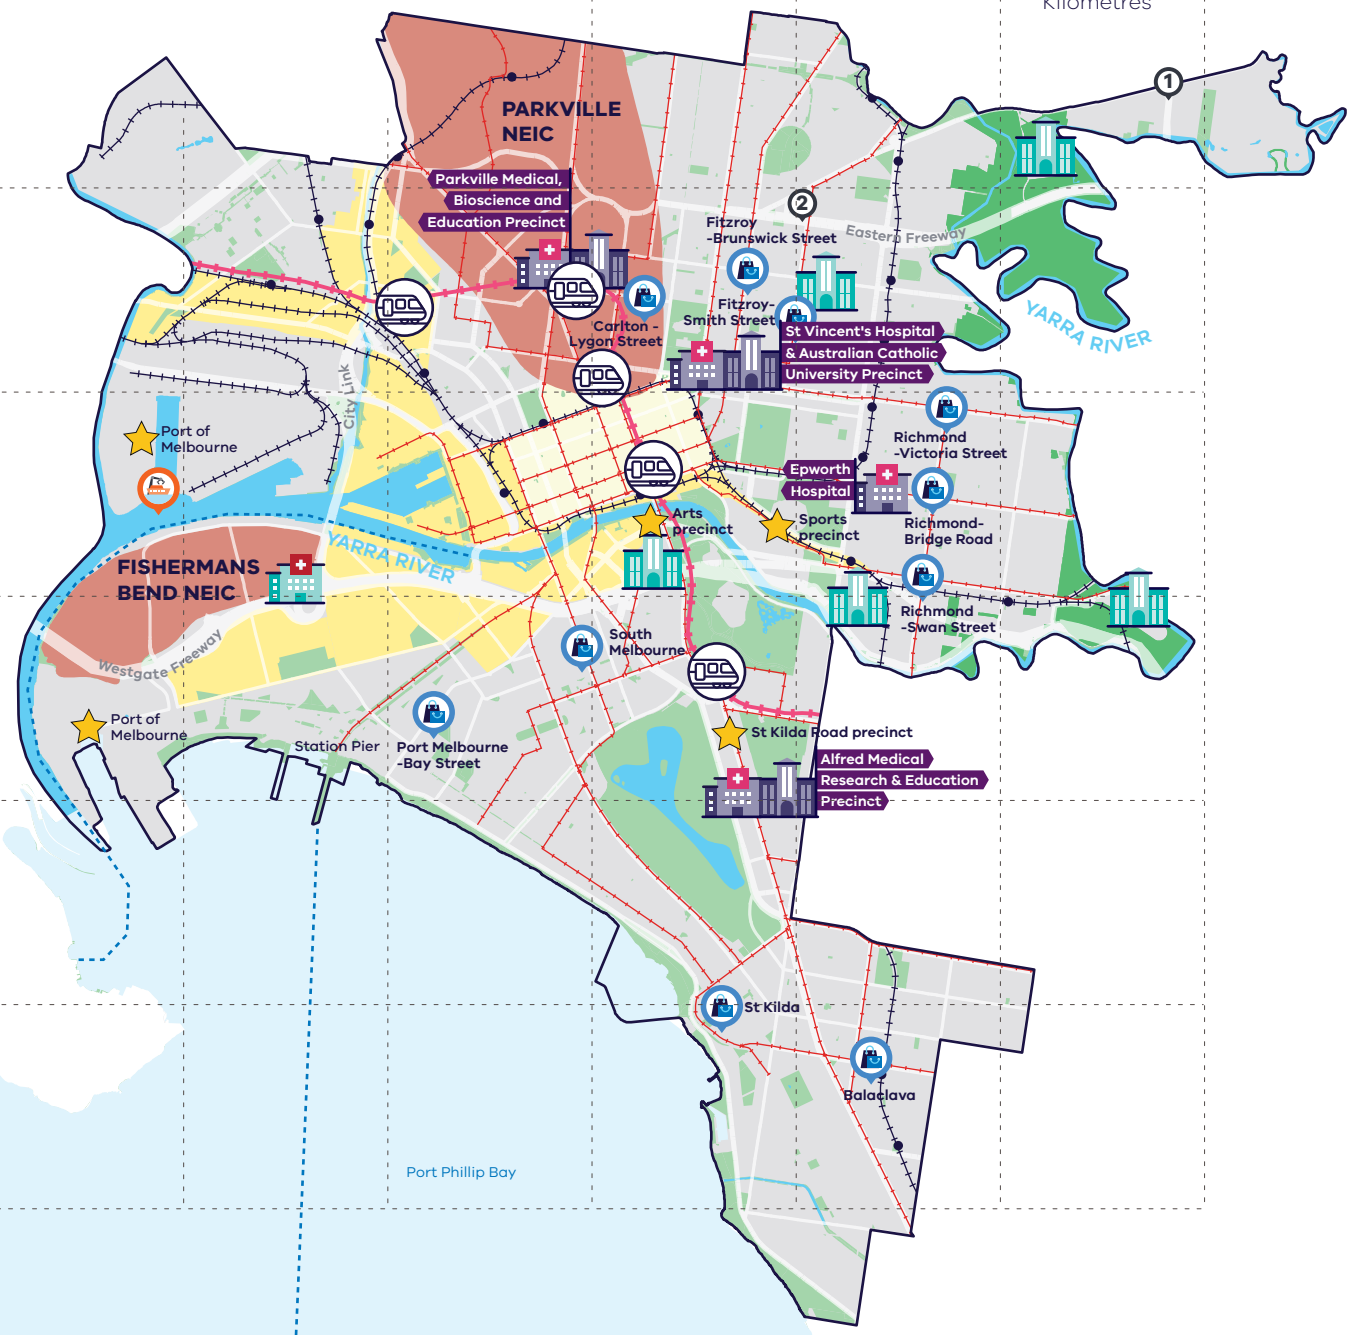 Kilometres
1
PARKVILLE
NEIC
Parkville Medical,
Bioscience and
Education Precinct
2
Fitzroy
-Brunswick Street
Eastern Freeway
YARRA RIVER
Fitzroy-
Smith Street
Carlton -
Lygon Street
St Vincent's Hospital
& Australian Catholic
University Precinct
City Link
Port of
Melbourne
Richmond
-Victoria Street
Epworth
Hospital
Arts
precinct
Sports
precinct
Richmond-
Bridge Road
YARRA RIVER
FISHERMANS
BEND NEIC
Richmond
-Swan Street
Westgate Freeway
South
Melbourne
Port of
Melbourne
Station Pier
Port Melbourne
-Bay Street
St Kilda Road precinct
Alfred Medical
Research & Education
Precinct
St Kilda
Balaclava
Port Phillip Bay